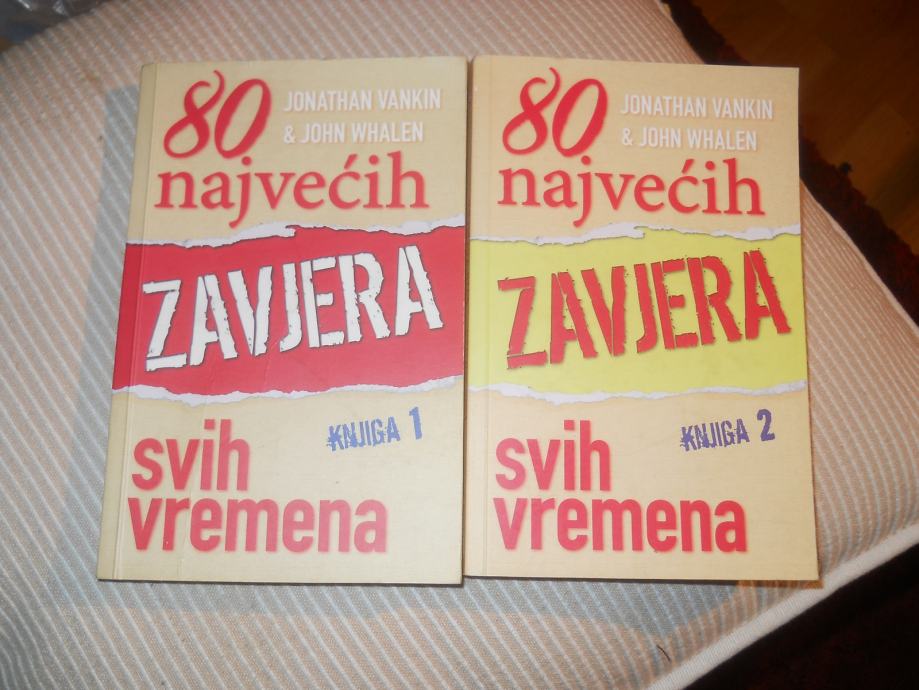 80 JONATHAN VANKIN
& JOHN WHALEN
najvećih
ZAVJERA
KNJIGA 1
svih
vremena
80 JONATHAN VANKIN
& JOHN WHALEN
najvećih
ZAVJERA
KNJIGA 2
svih
vremena